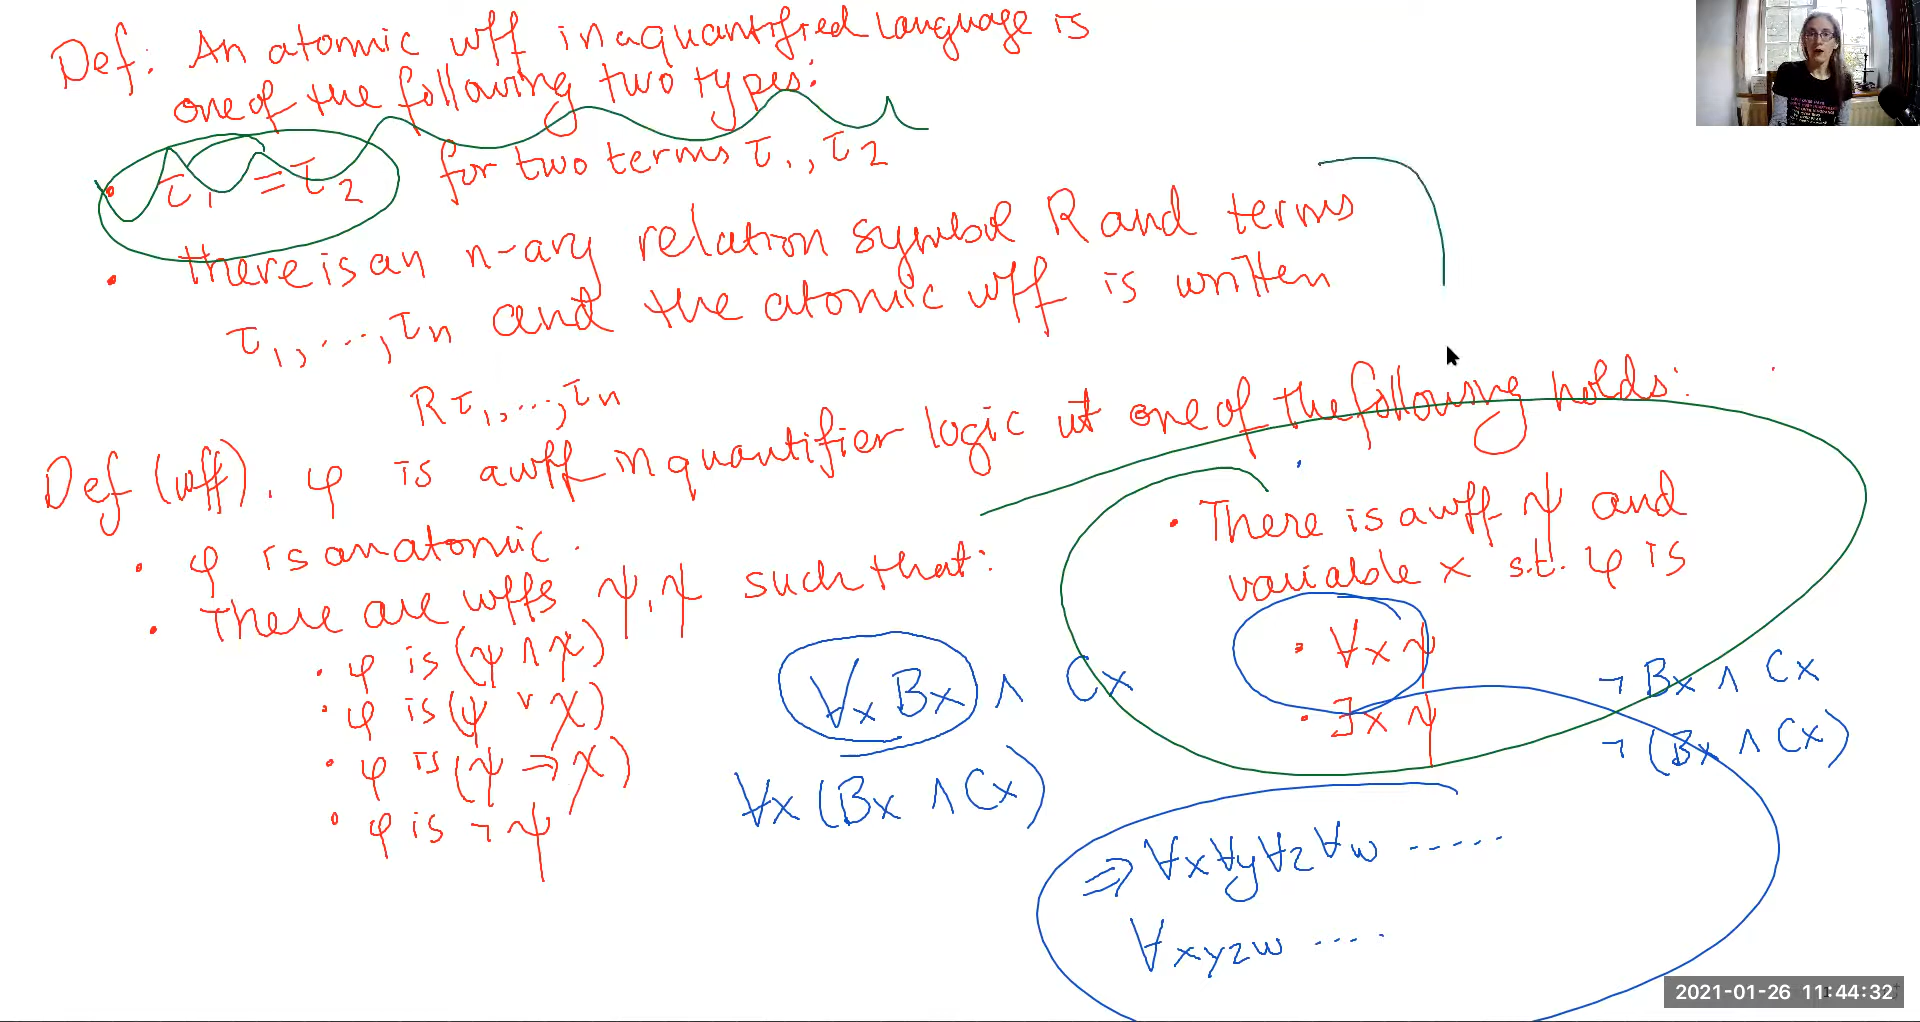 Def: An atomic wff in a quantified language is
one of the following two types:
• τ₁ = τ₂ for two terms τ₁, τ₂
• there is an n-ary relation symbol R and terms
τ₁, ..., τn and the atomic wff is written
Rτ₁, ..., τn
Def (wff). φ is a wff in quantifier logic iff one of the following holds:
• φ is an atomic.
• There are wffs ψ, χ such that:
• φ is (ψ ∧ χ)
• φ is (ψ ∨ χ)
• φ is (ψ ⇒ χ)
• φ is ¬ψ
• There is a wff ψ and
variable x s.t. φ is
• ∀x ψ
• ∃x ψ
∀x Bx ∧ Cx
∀x (Bx ∧ Cx)
¬ Bx ∧ Cx
¬ (Bx ∧ Cx)
⇒ ∀x∀y∀z∀w .....
∀xyzw ....
2021-01-26 11:44:32